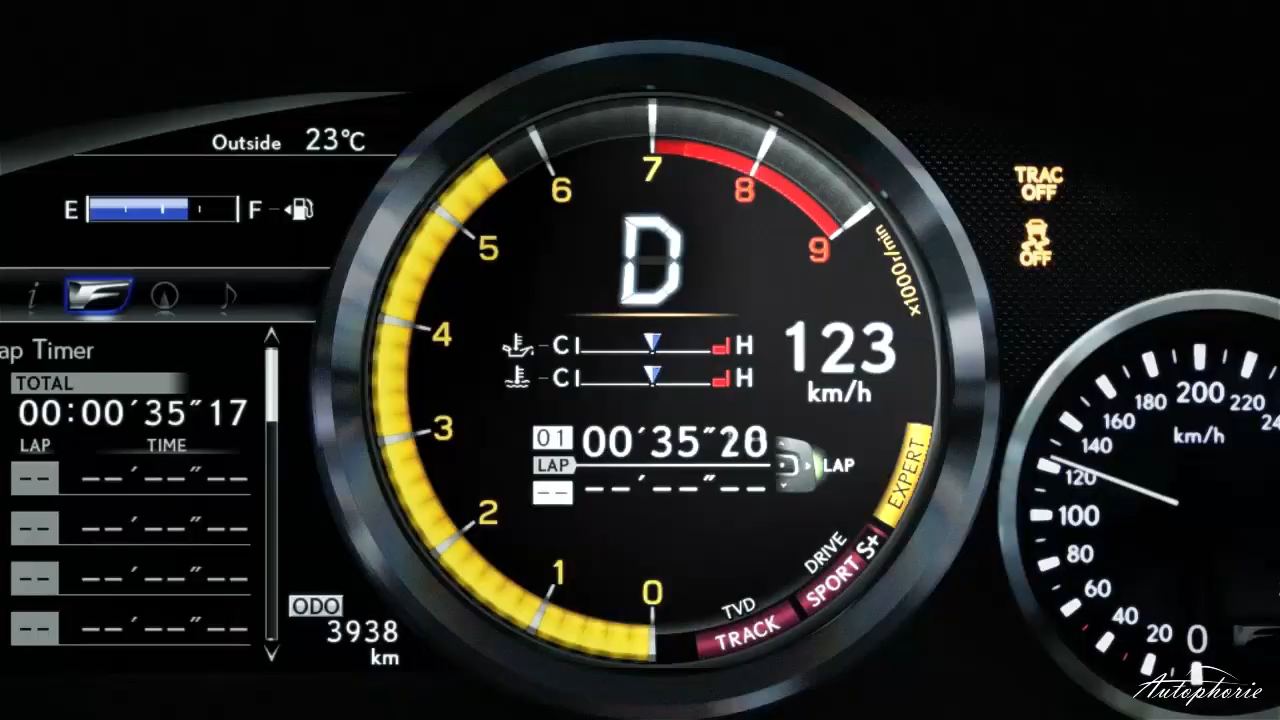 Outside 23°C
E F
i
ap Timer
TOTAL
00:00´35˝17
LAP TIME
-- --´--˝--
-- --´--˝--
-- --´--˝--
-- --´--˝--
ODO
3938
km
7
6
8
5
9
4
3
2
1
0
x1000r/min
D
C H
C H
123
km/h
01 00´35˝28
LAP
-- --´--˝--
LAP
EXPERT
DRIVE
SPORT S+
TVD
TRACK
TRAC
OFF
OFF
200
180
220
160
24
140
km/h
120
100
80
60
40
20
0
Autophorie